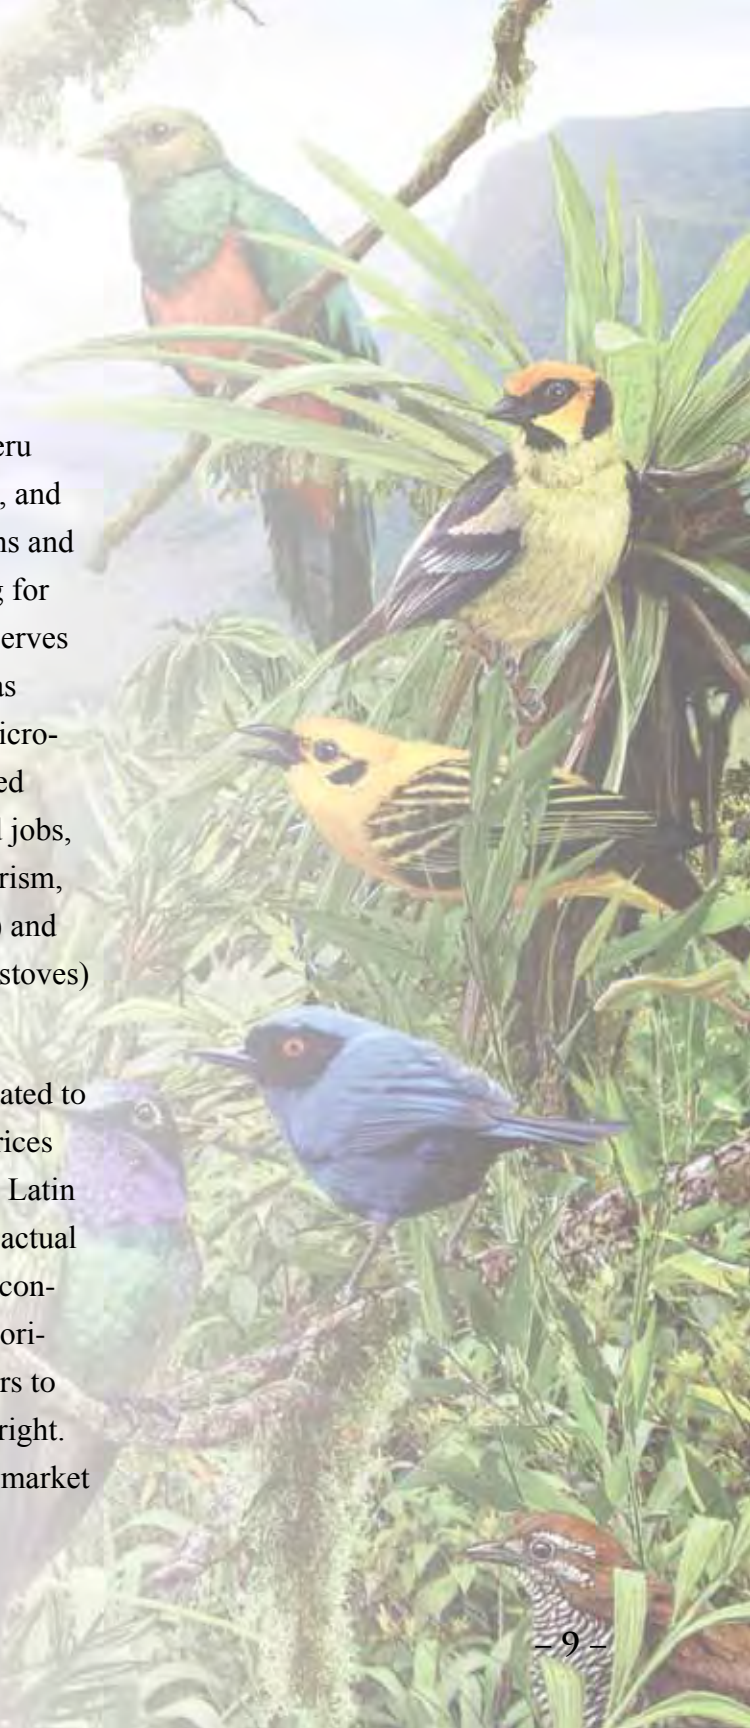 eru
, and
ns and
g for
erves
as
icro-
ed
l jobs,
rism,
) and
stoves)
ated to
rices
Latin
actual
con-
ori-
rs to
right.
market
– 9 –